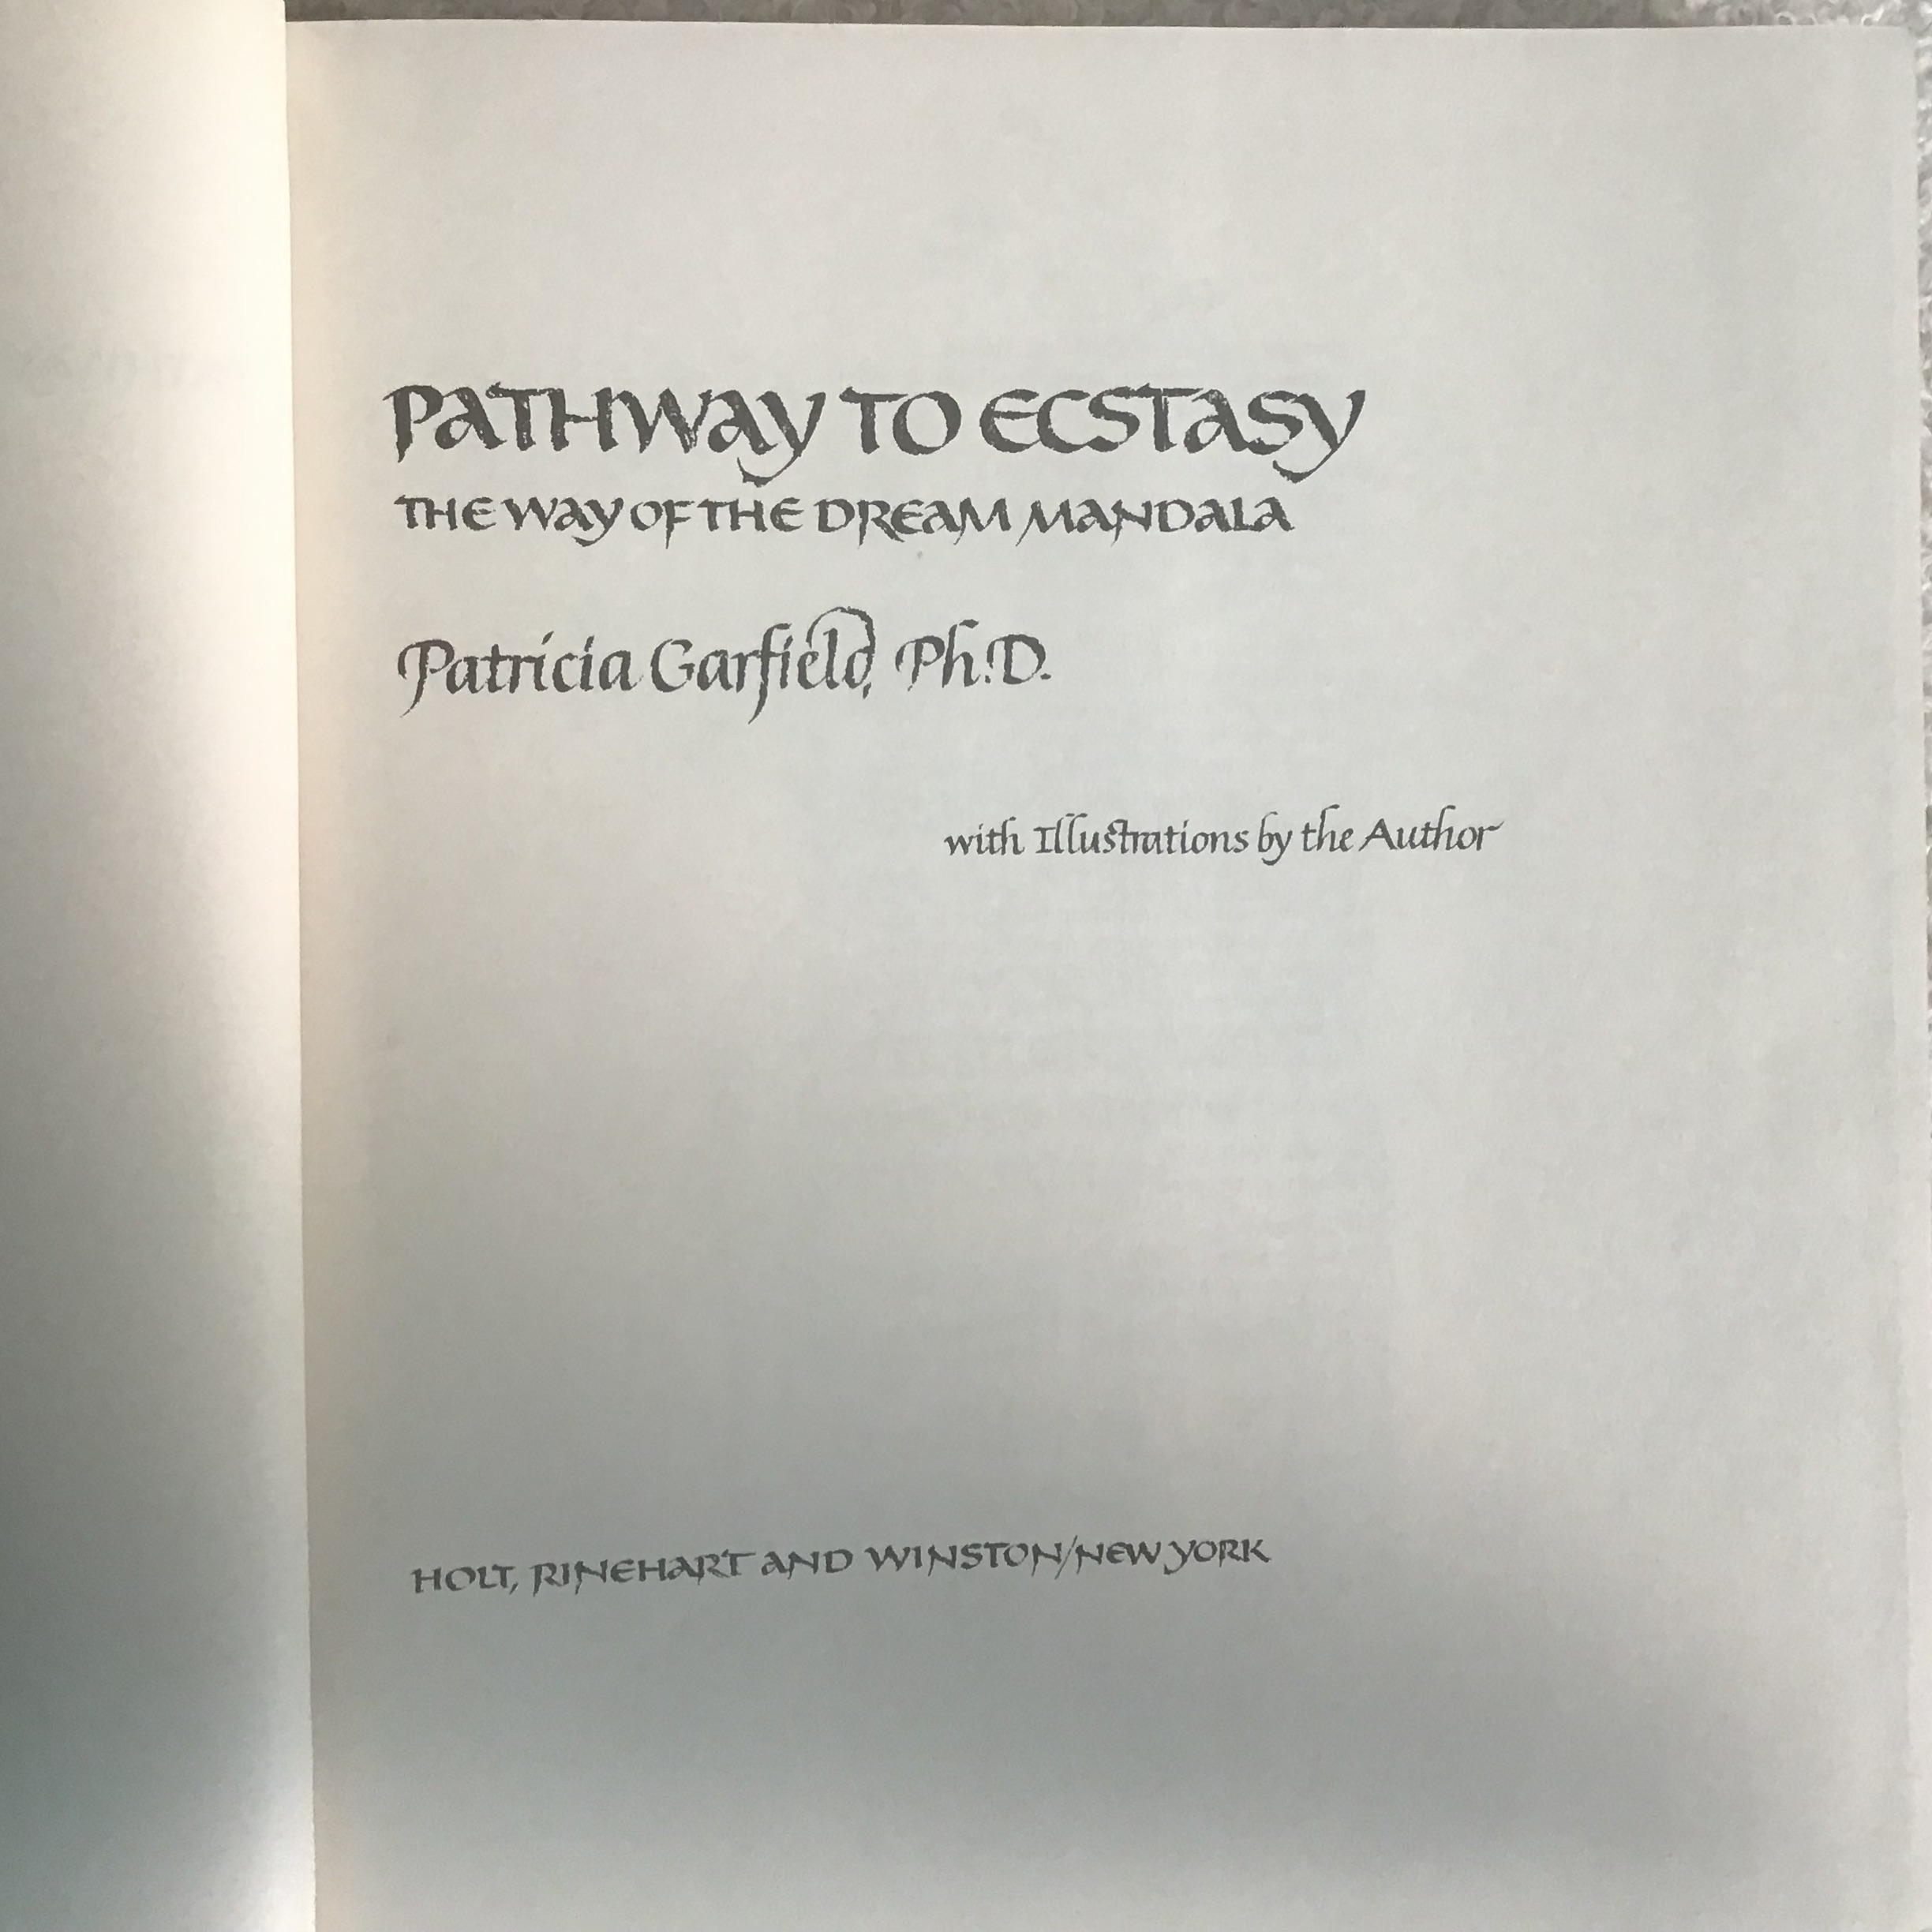 PATHWAY TO ECSTASY
THE WAY OF THE DREAM MANDALA
Patricia Garfield, Ph.D.
with Illustrations by the Author
HOLT, RINEHART AND WINSTON/NEW YORK